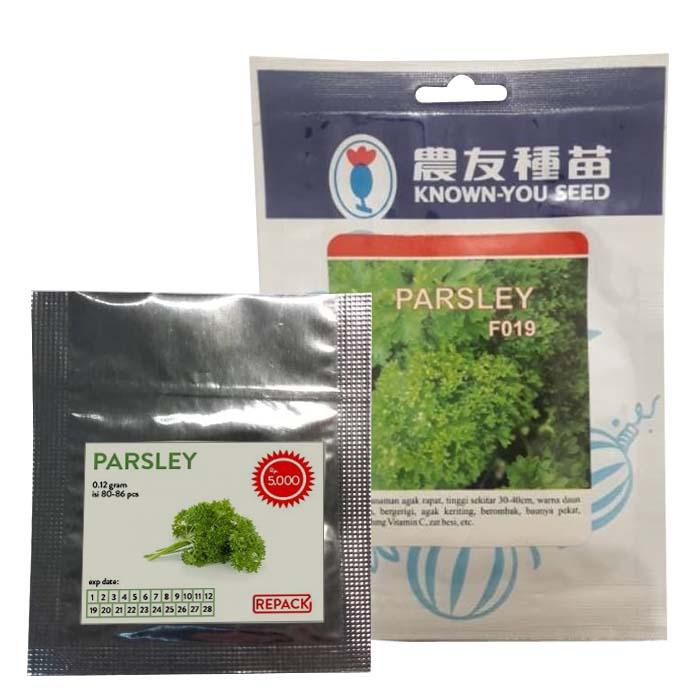 農友種苗
KNOWN-YOU SEED
PARSLEY
F019
naman agak rapat, tinggi sekitar 30-40cm, warna daun
bergerigi, agak keriting, berombak, baunya pekat,
Vitamin C, zat besi, etc.
PARSLEY
0.12 gram
isi 80-86 pcs
Rp
5.000
exp date:
1 2 3 4 5 6 7 8 9 10 11 12
19 20 21 22 23 24 25 26 27 28
REPACK